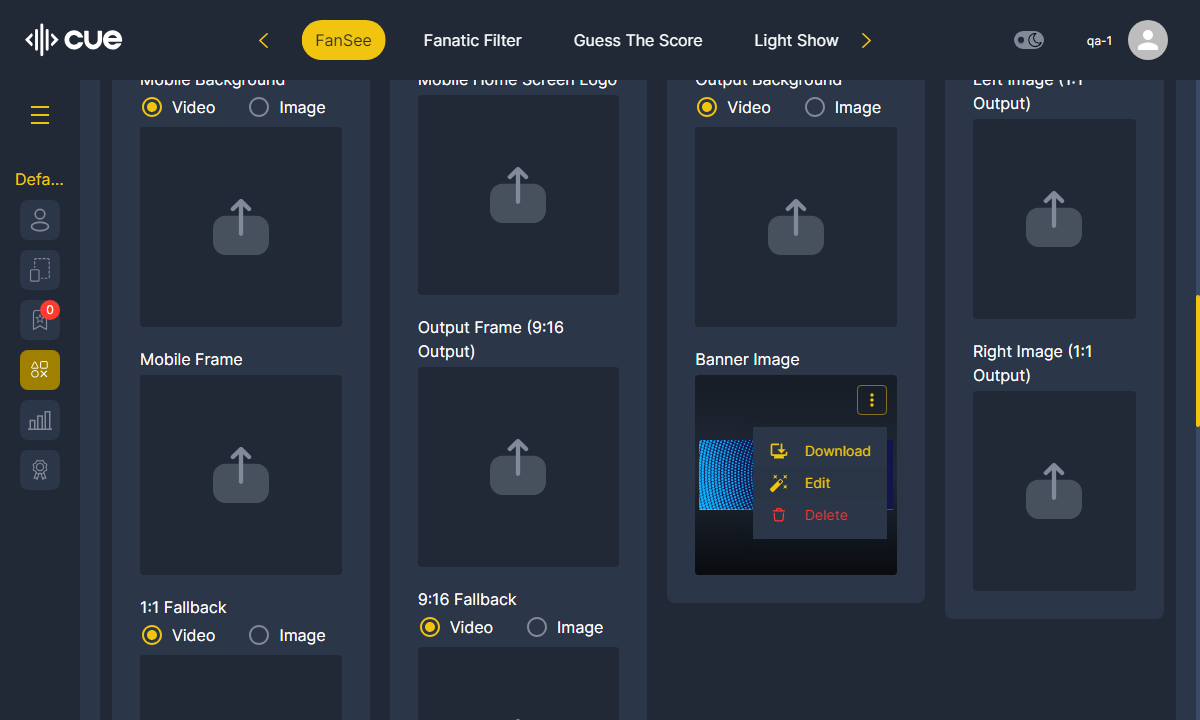 cue
FanSee
Fanatic Filter
Guess The Score
Light Show
qa-1
Defa...
0
Mobile Background
Video
Image
Mobile Frame
1:1 Fallback
Video
Image
Mobile Home Screen Logo
Output Frame (9:16
Output)
9:16 Fallback
Video
Image
Output Background
Video
Image
Banner Image
Download
Edit
Delete
Left Image (1:1
Output)
Right Image (1:1
Output)